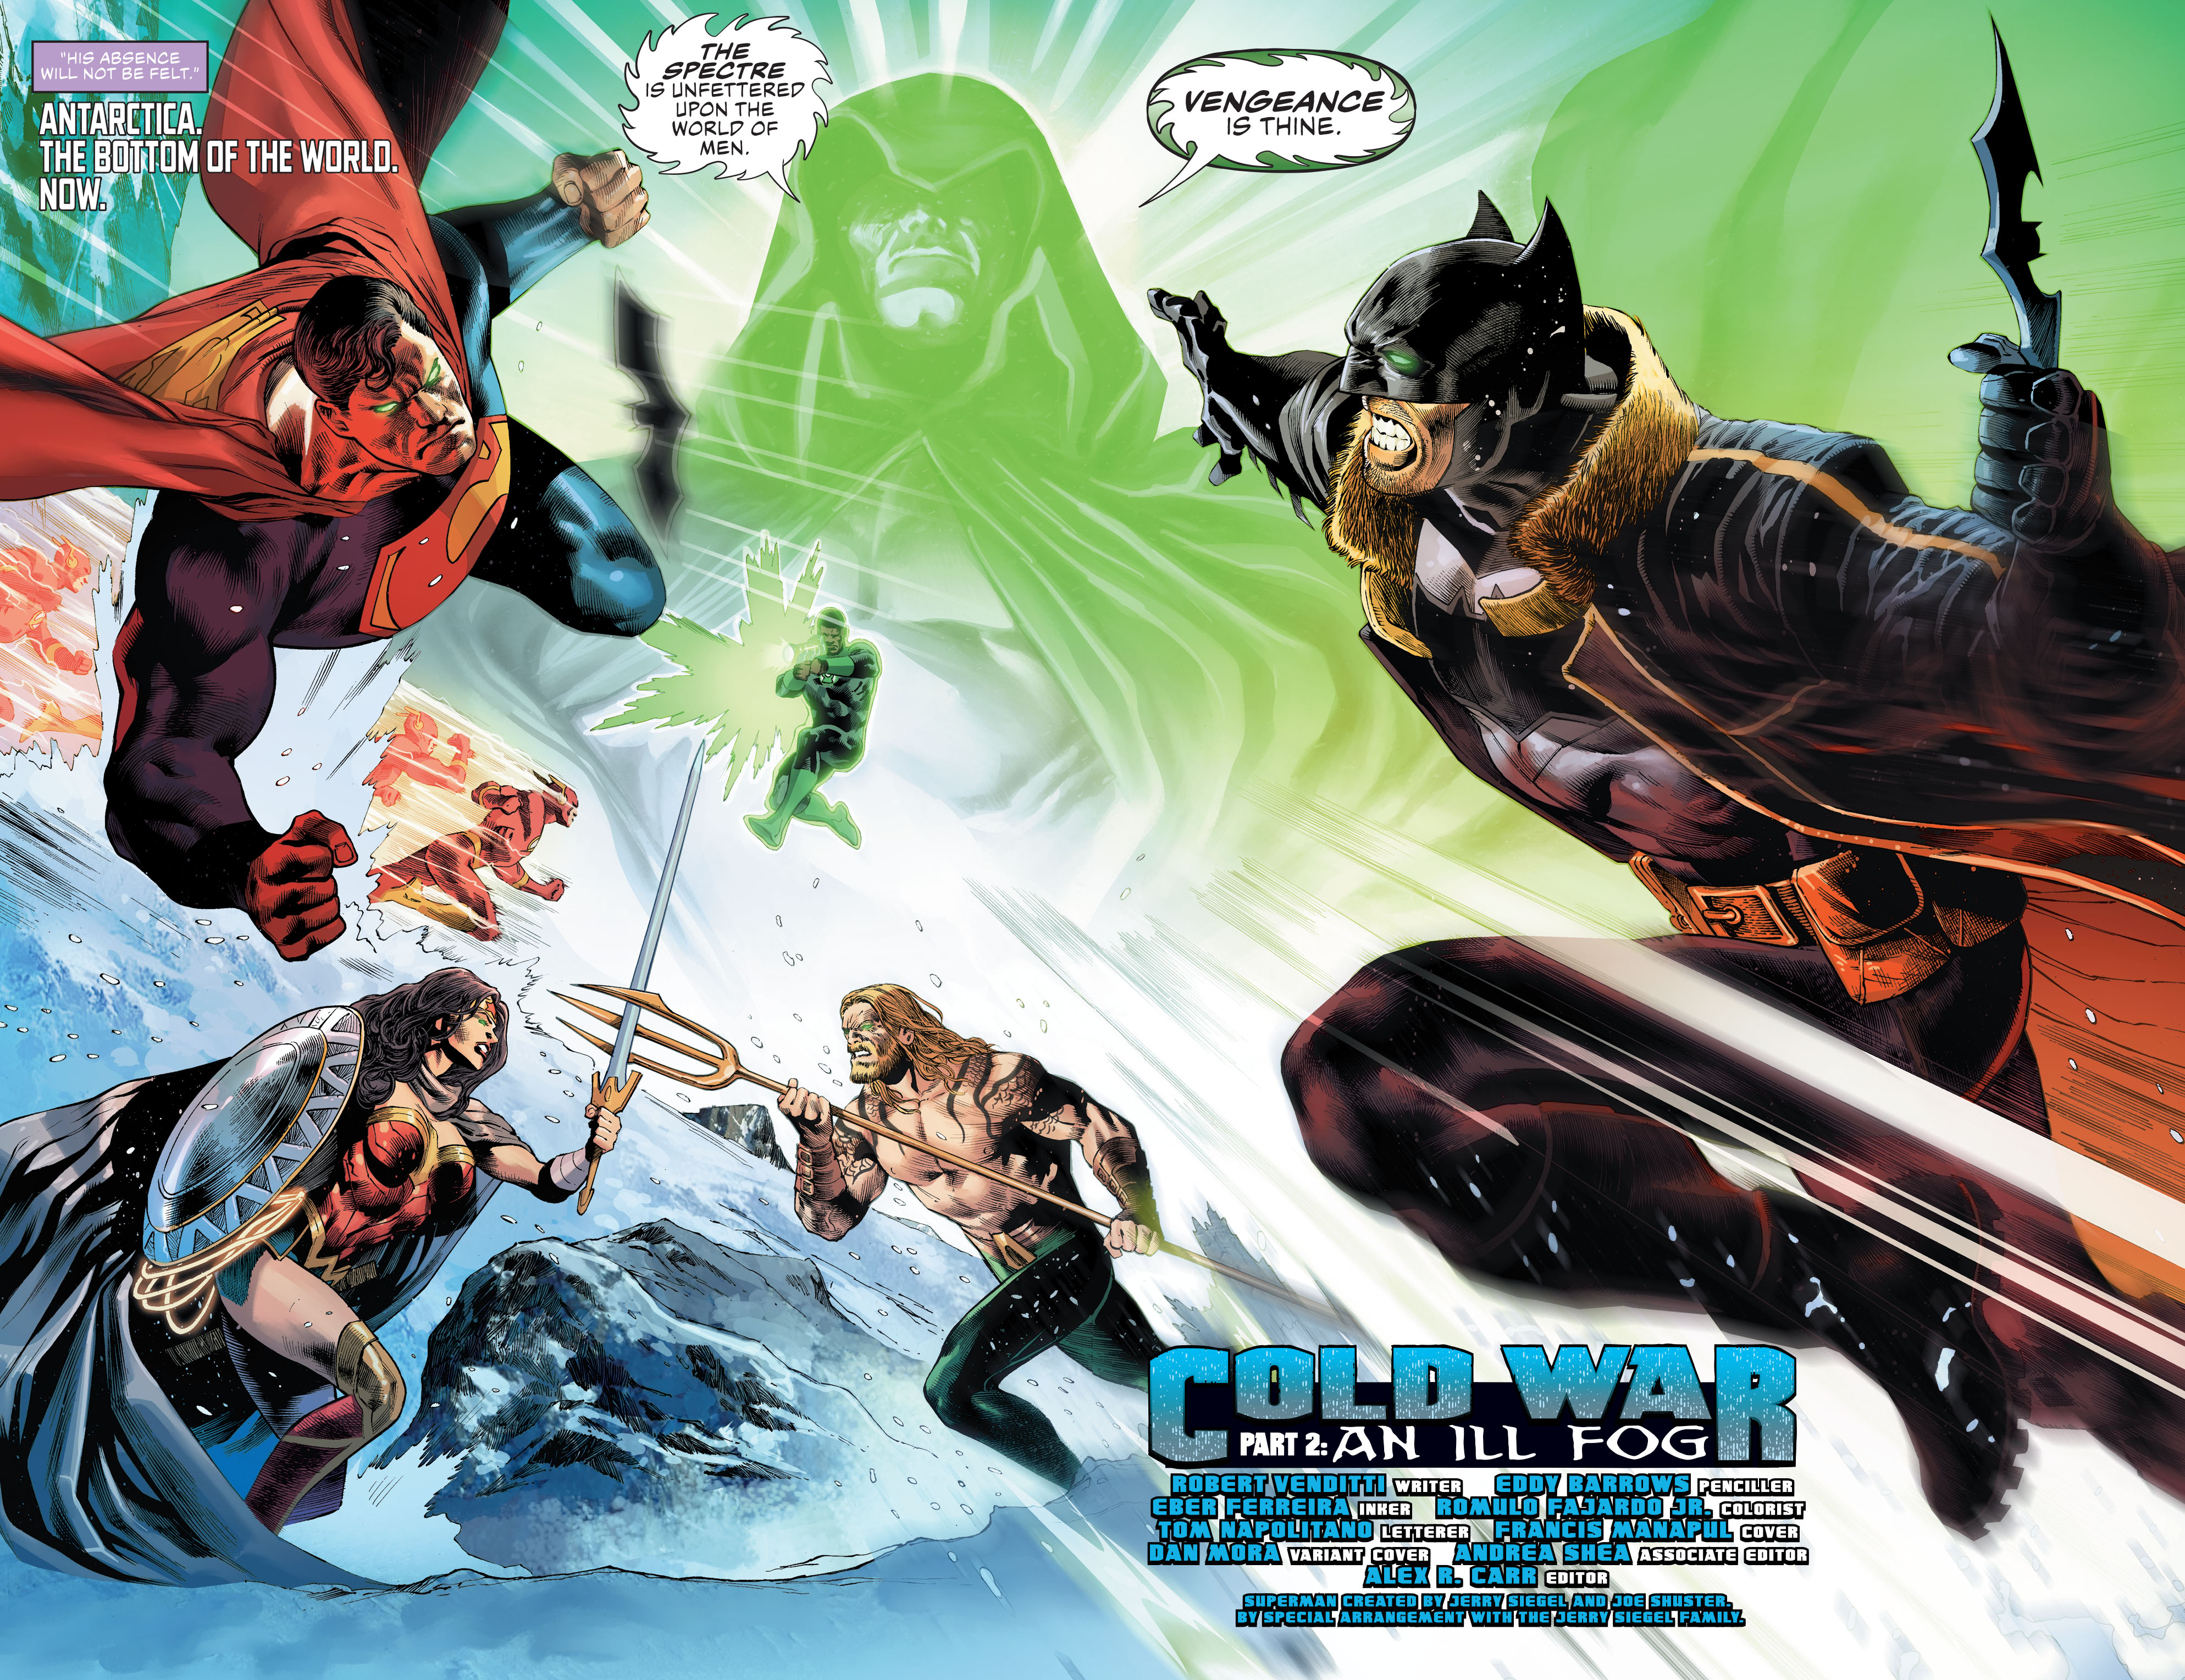 "HIS ABSENCE
WILL NOT BE FELT."
ANTARCTICA.
THE BOTTOM OF THE WORLD.
NOW.
THE
SPECTRE
IS UNFETTERED
UPON THE
WORLD OF
MEN.
VENGEANCE
IS THINE.
COLD WAR
PART 2: AN ILL FOG
ROBERT VENDITTI WRITER EDDY BARROWS PENCILLER
EBER FERREIRA INKER ROMULO FAJARDO JR. COLORIST
TOM NAPOLITANO LETTERER FRANCIS MANAPUL COVER
DAN MORA VARIANT COVER ANDREA SHEA ASSOCIATE EDITOR
ALEX R. CARR EDITOR
SUPERMAN CREATED BY JERRY SIEGEL AND JOE SHUSTER.
BY SPECIAL ARRANGEMENT WITH THE JERRY SIEGEL FAMILY.